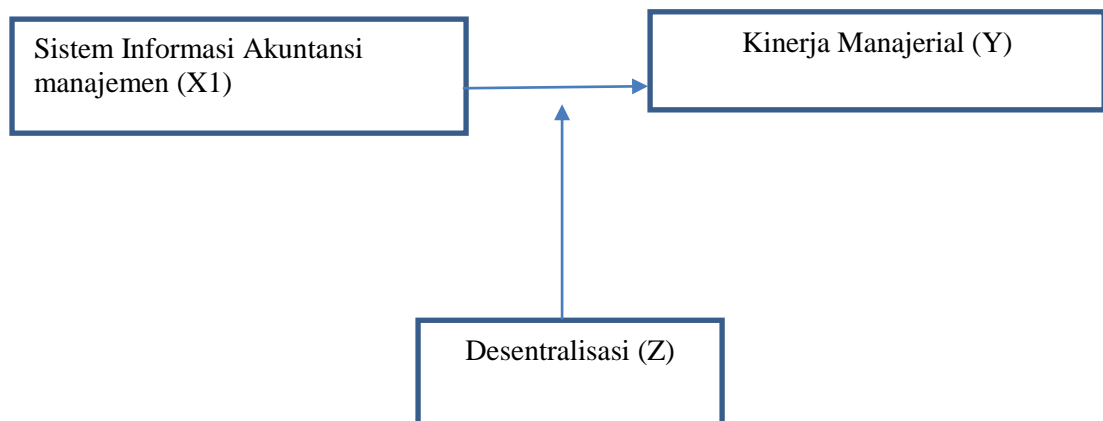 Sistem Informasi Akuntansi
manajemen (X1)
Kinerja Manajerial (Y)
Desentralisasi (Z)